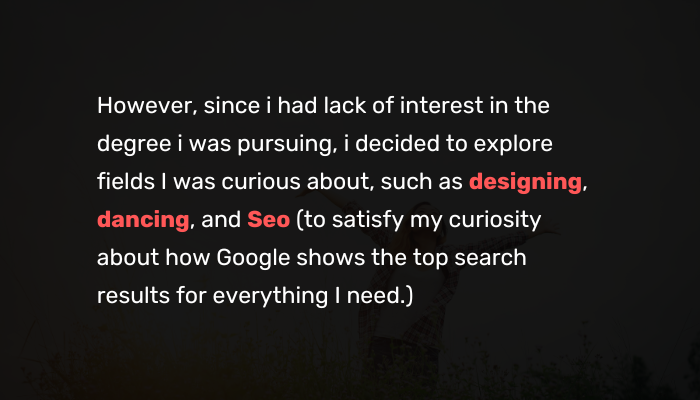 However, since i had lack of interest in the
degree i was pursuing, i decided to explore
fields I was curious about, such as designing,
dancing, and Seo (to satisfy my curiosity
about how Google shows the top search
results for everything I need.)